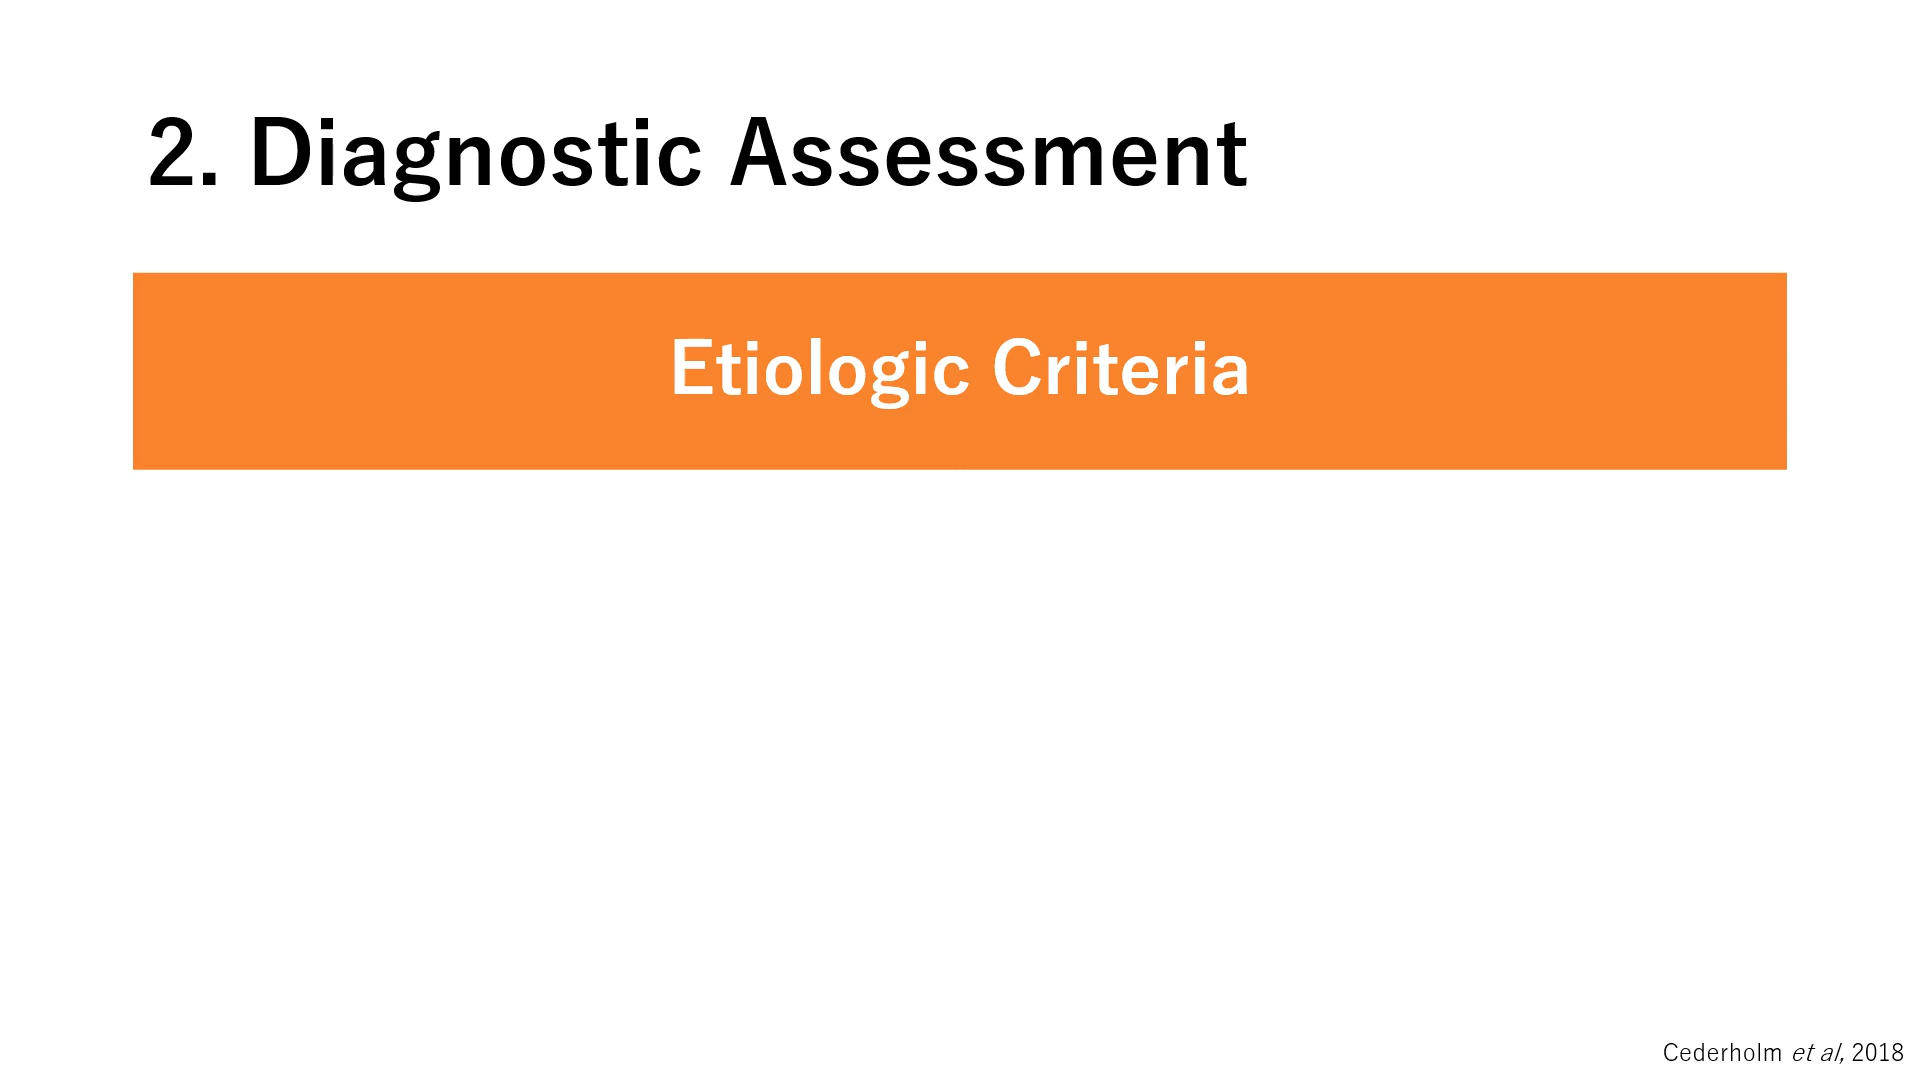 2. Diagnostic Assessment
Etiologic Criteria
Cederholm et al, 2018